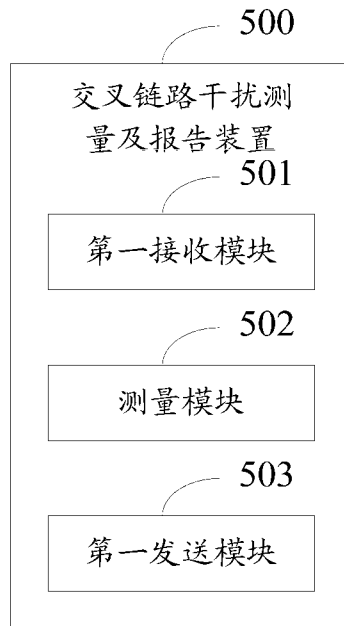 500
交叉链路干扰测
量及报告装置
501
第一接收模块
502
测量模块
503
第一发送模块